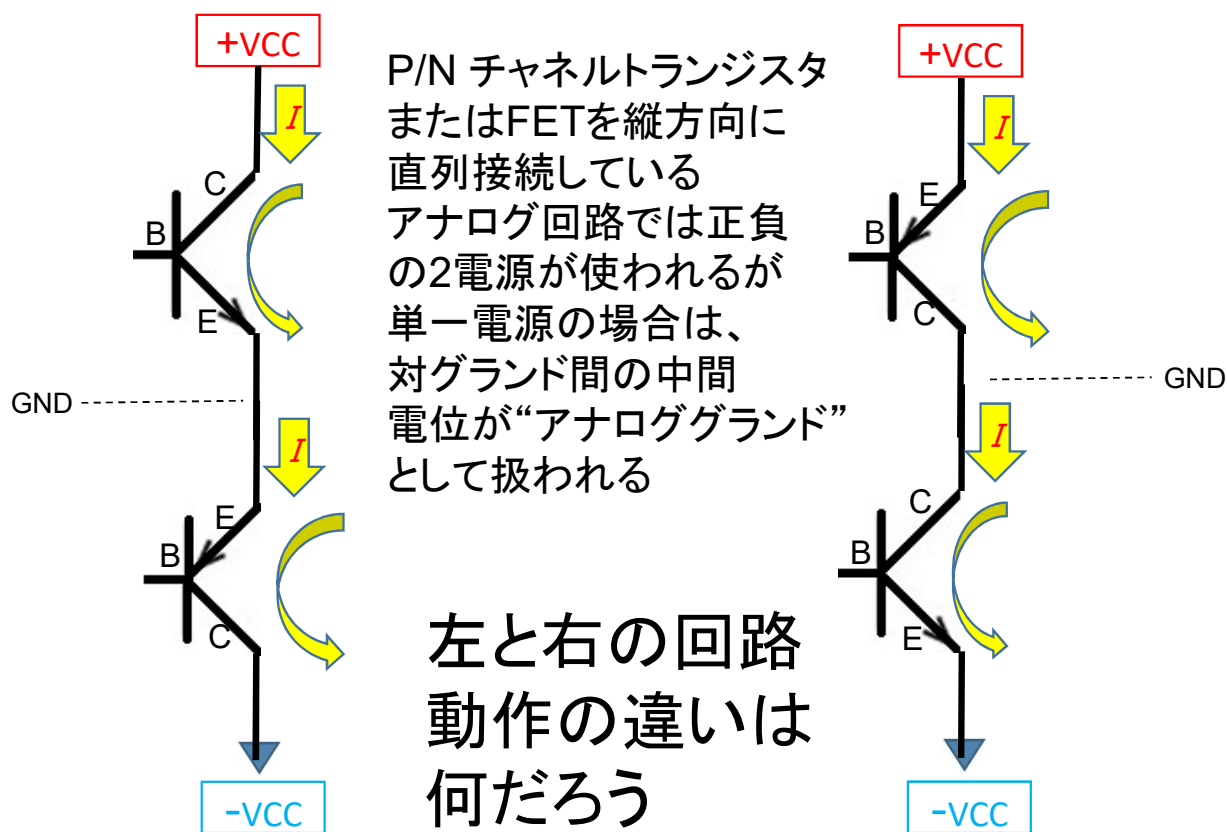 +VCC
I
C
B
E
GND
I
E
B
C
-VCC
P/N チャネルトランジスタ
またはFETを縦方向に
直列接続している
アナログ回路では正負
の2電源が使われるが
単一電源の場合は、
対グランド間の中間
電位が“アナロググランド”
として扱われる
左と右の回路
動作の違いは
何だろう
+VCC
I
E
B
C
GND
I
C
B
E
-VCC